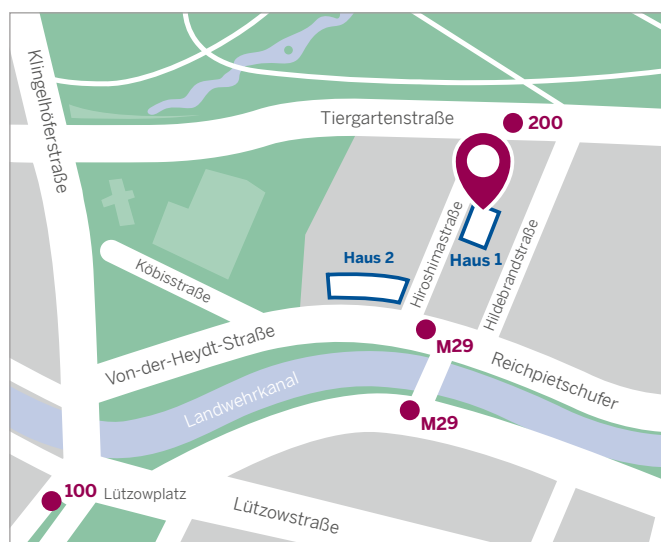 Klingelhöferstraße
Tiergartenstraße
200
Hiroshimastraße
Haus 1
Hildebrandstraße
Haus 2
Köbisstraße
Von-der-Heydt-Straße
M29
Reichpietschufer
Landwehrkanal
M29
100
Lützowplatz
Lützowstraße